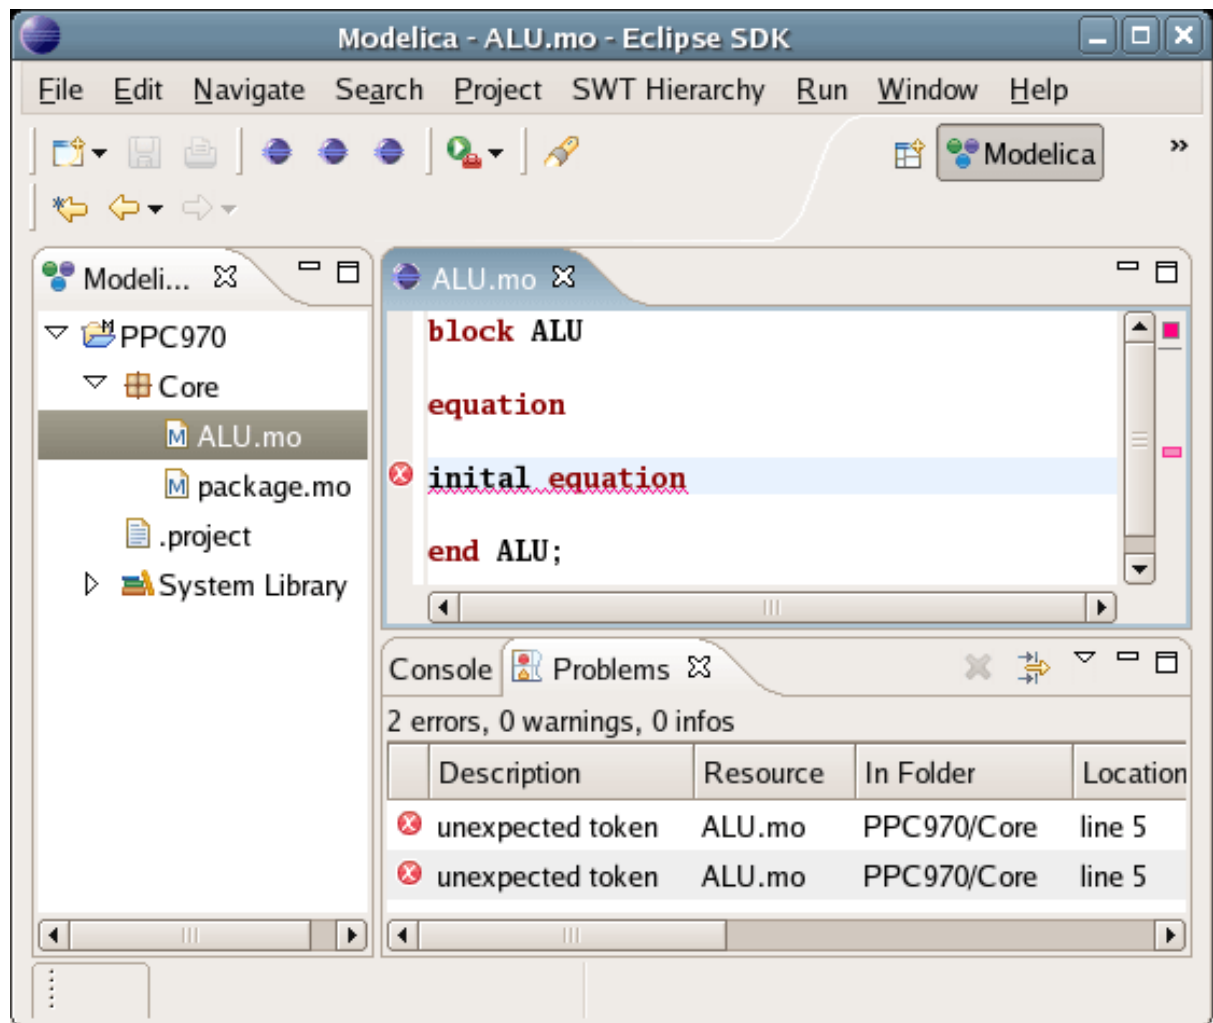 Modelica - ALU.mo - Eclipse SDK
File Edit Navigate Search Project SWT Hierarchy Run Window Help
Modelica »
Modeli...
PPC970
Core
ALU.mo
package.mo
.project
System Library
ALU.mo
block ALU
equation
inital equation
end ALU;
Console Problems
2 errors, 0 warnings, 0 infos
Description Resource In Folder Location
unexpected token ALU.mo PPC970/Core line 5
unexpected token ALU.mo PPC970/Core line 5